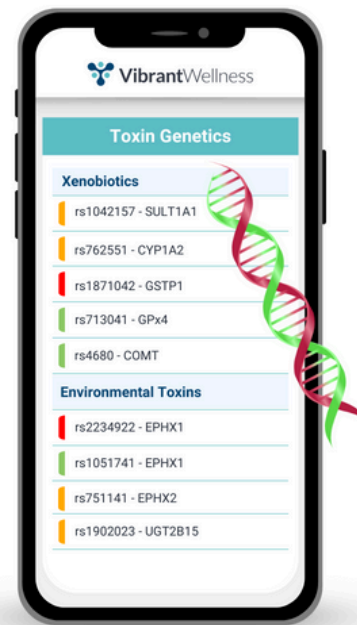 VibrantWellness
Toxin Genetics
Xenobiotics
rs1042157 - SULT1A1
rs762551 - CYP1A2
rs1871042 - GSTP1
rs713041 - GPx4
rs4680 - COMT
Environmental Toxins
rs2234922 - EPHX1
rs1051741 - EPHX1
rs751141 - EPHX2
rs1902023 - UGT2B15